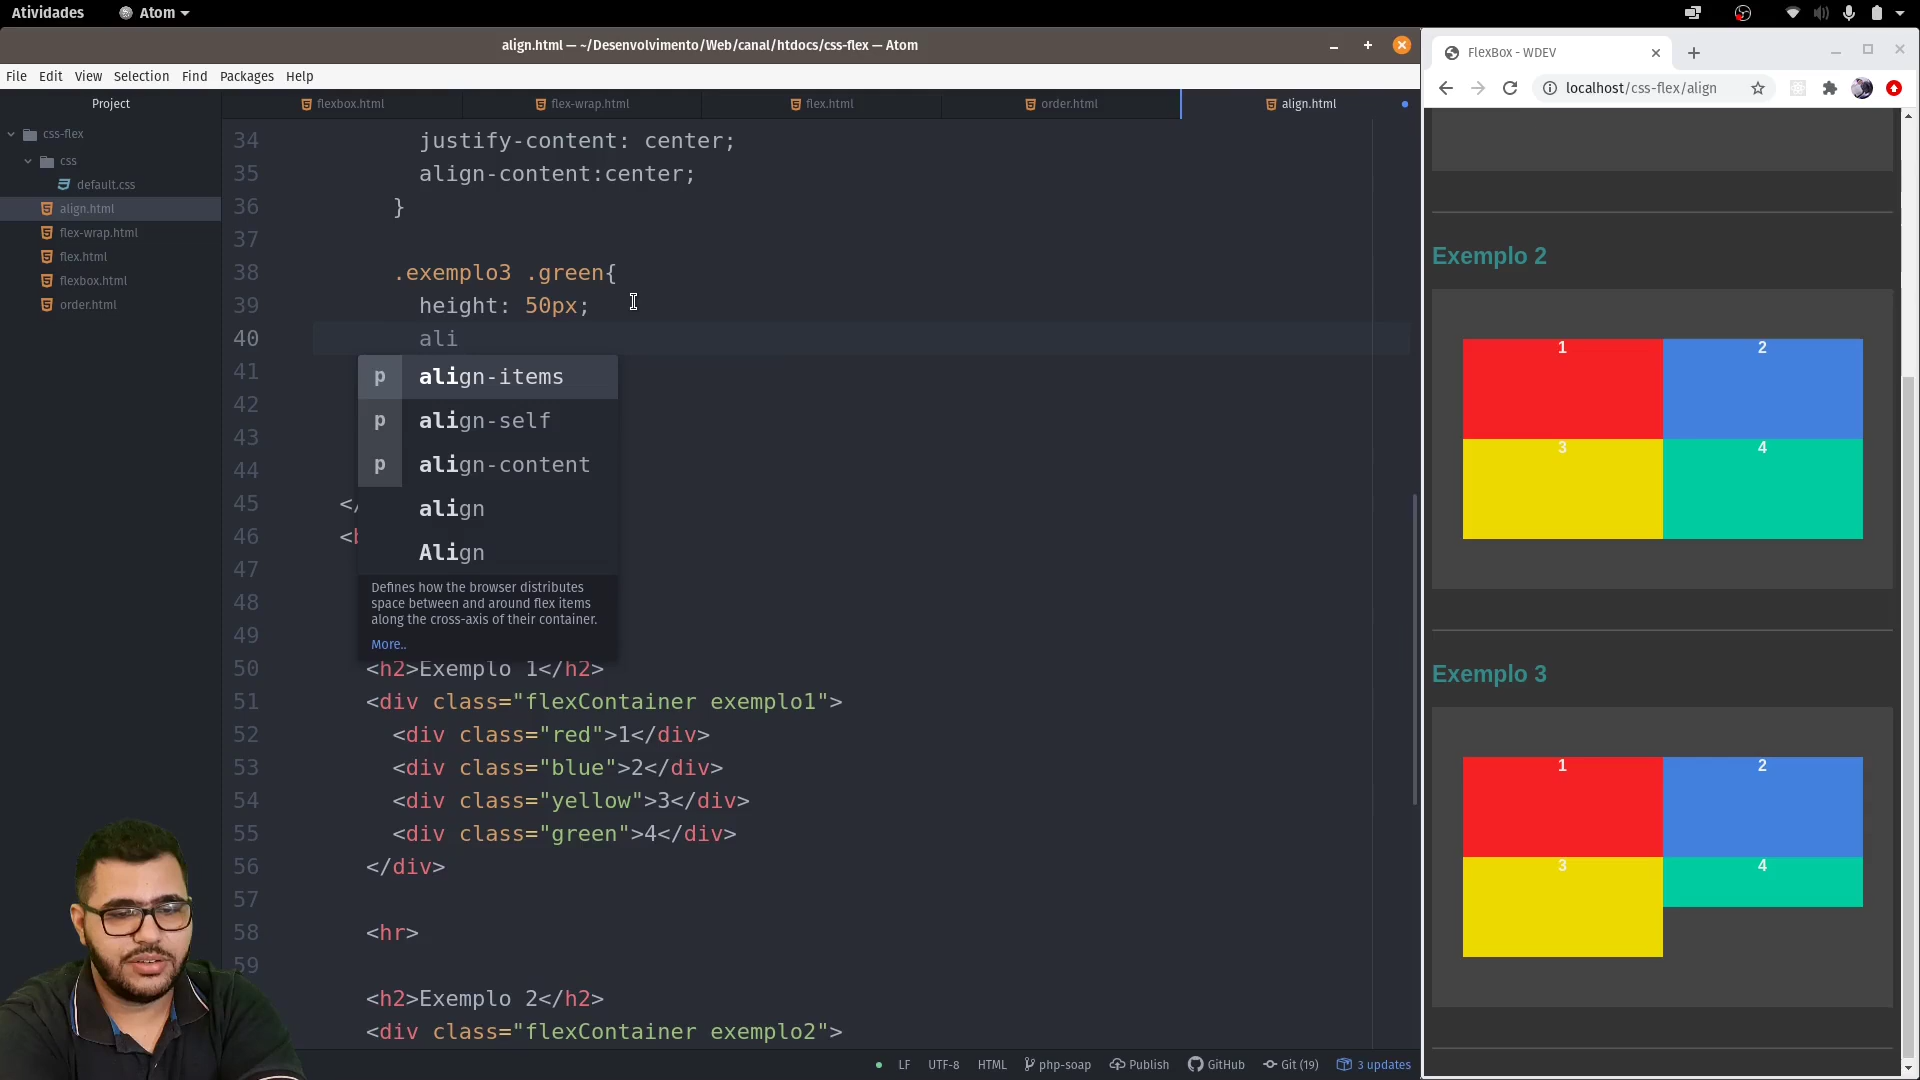 Atividades
Atom
align.html — ~/Desenvolvimento/Web/canal/htdocs/css-flex — Atom
File Edit View Selection Find Packages Help
Project
flexbox.html
flex-wrap.html
flex.html
order.html
align.html
css-flex
css
default.css
align.html
flex-wrap.html
flex.html
flexbox.html
order.html
34 justify-content: center;
35 align-content:center;
36 }
37
38 .exemplo3 .green{
39 height: 50px;
40 ali
41
42
43
44
45 </
46 <b
47
48
49
p align-items
p align-self
p align-content
align
Align
Defines how the browser distributes
space between and around flex items
along the cross-axis of their container.
More..
50 <h2>Exemplo 1</h2>
51 <div class="flexContainer exemplo1">
52 <div class="red">1</div>
53 <div class="blue">2</div>
54 <div class="yellow">3</div>
55 <div class="green">4</div>
56 </div>
57
58 <hr>
59
<h2>Exemplo 2</h2>
<div class="flexContainer exemplo2">
LF UTF-8 HTML php-soap Publish GitHub Git (19) 3 updates
FlexBox - WDEV
localhost/css-flex/align
Exemplo 2
1 2
3 4
Exemplo 3
1 2
3 4